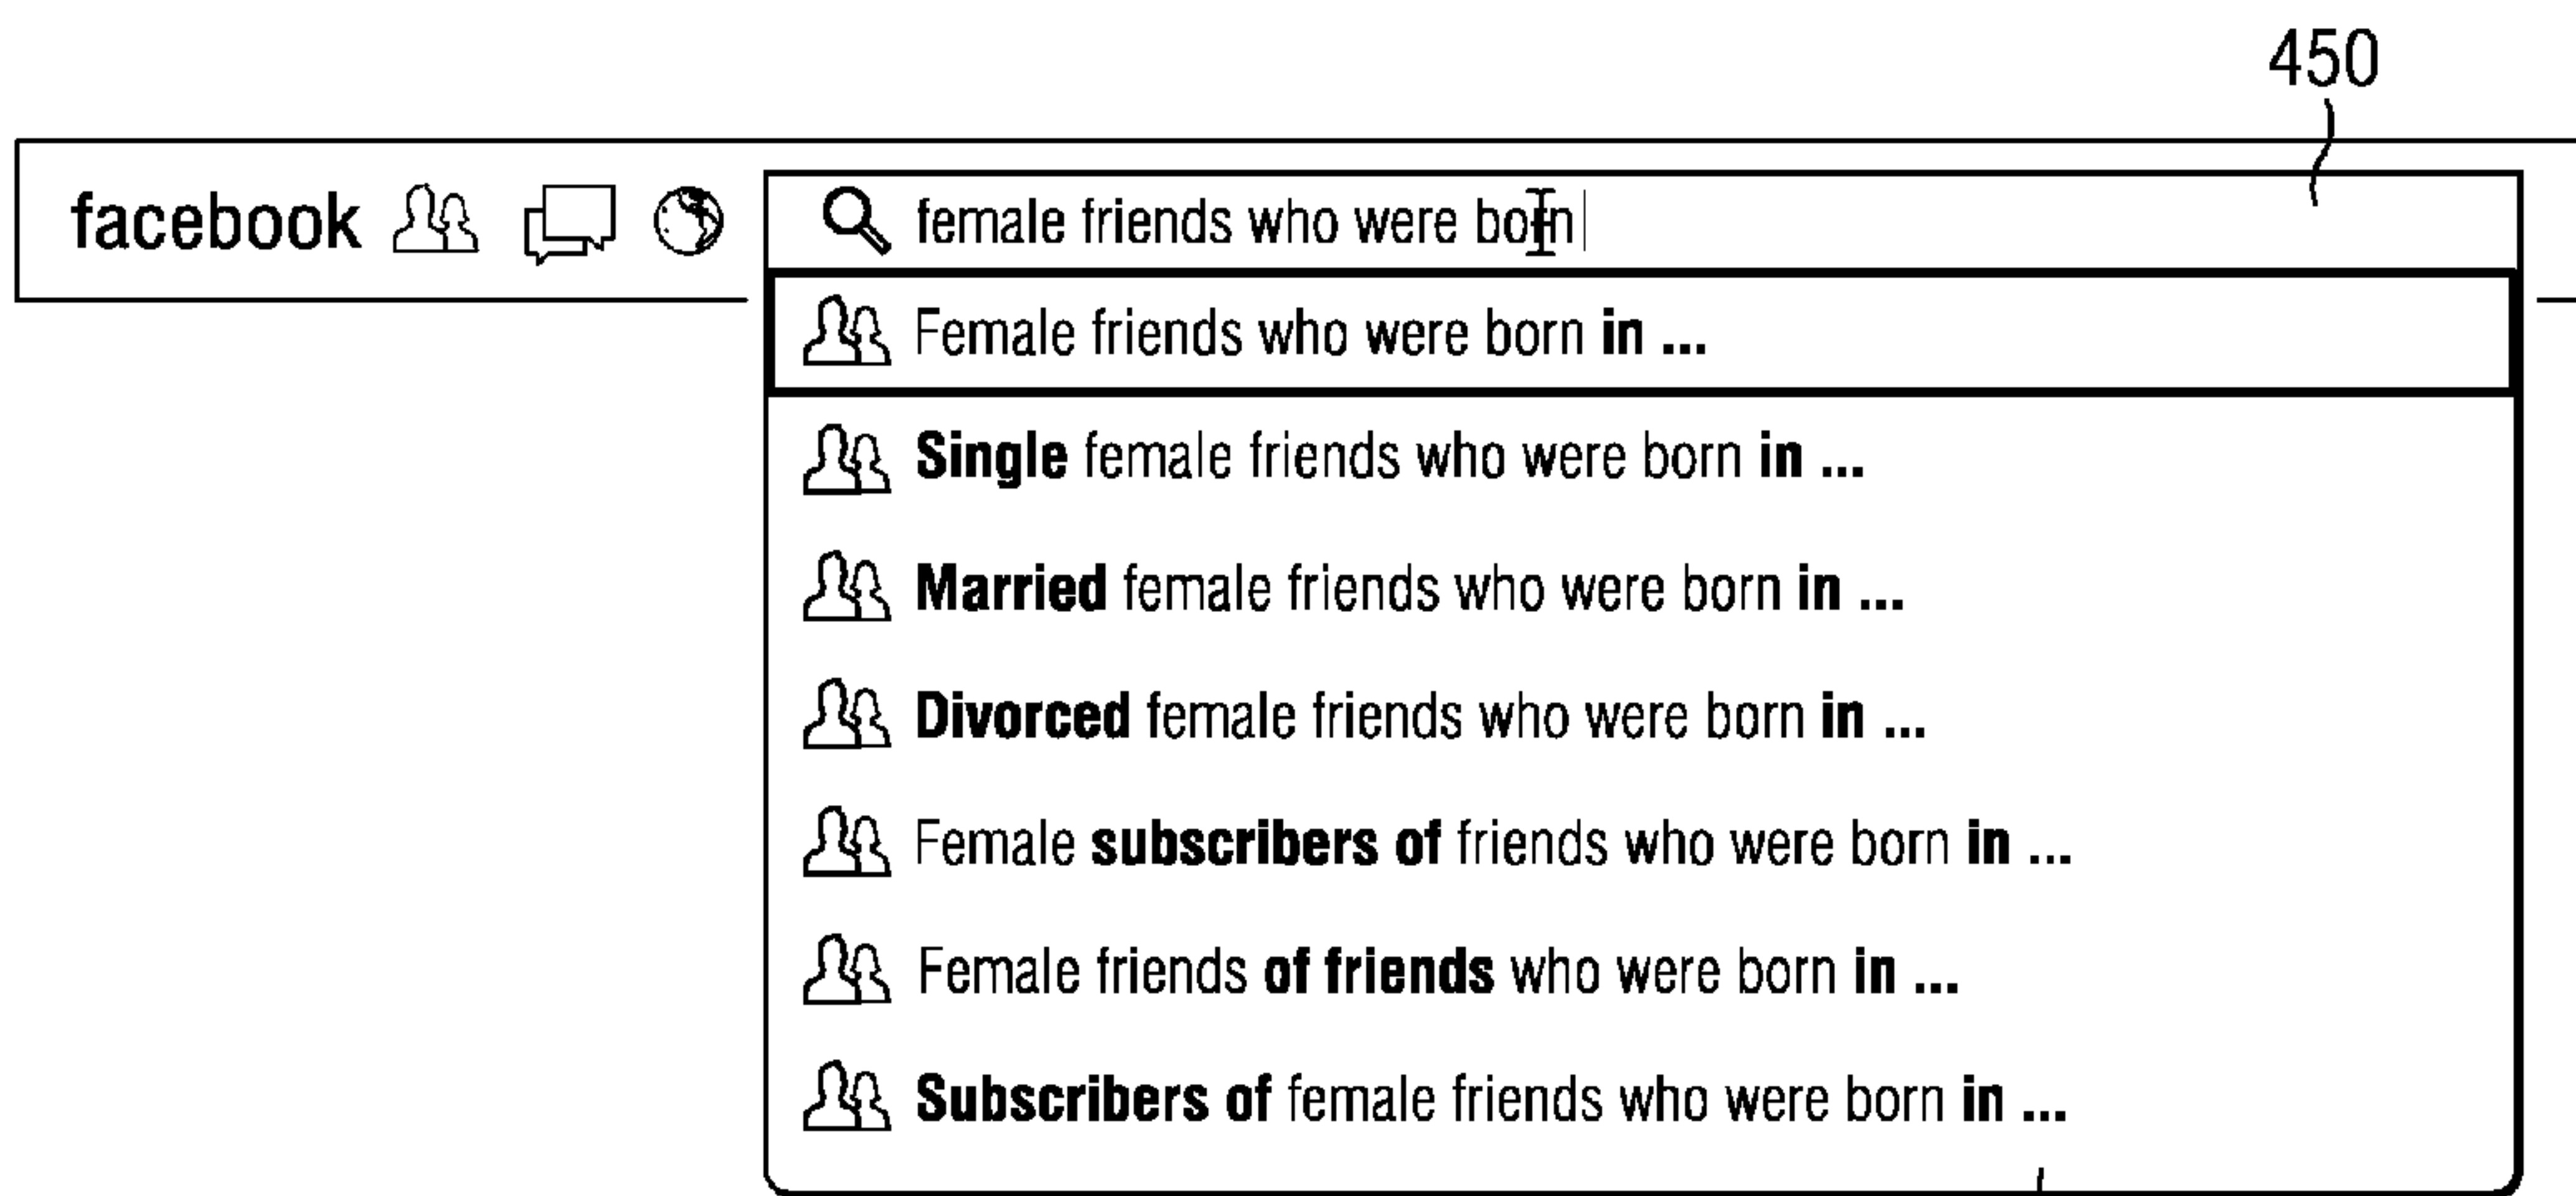 450
facebook female friends who were born
Female friends who were born in ...
Single female friends who were born in ...
Married female friends who were born in ...
Divorced female friends who were born in ...
Female subscribers of friends who were born in ...
Female friends of friends who were born in ...
Subscribers of female friends who were born in ...